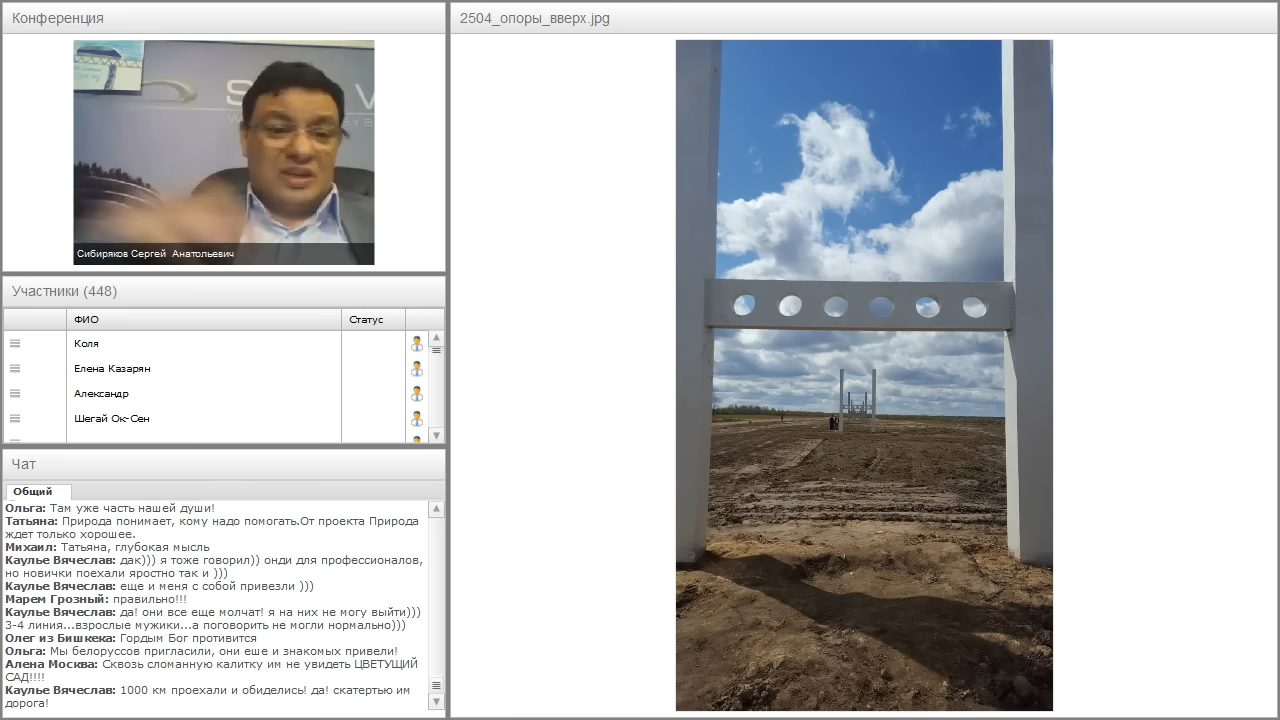 Конференция
Сибиряков Сергей Анатольевич
Участники (448)
ФИО Статус
Коля
Елена Казарян
Александр
Шегай Ок-Сен
Чат
Общий
Ольга: Там уже часть нашей души!
Татьяна: Природа понимает, кому надо помогать.От проекта Природа
ждет только хорошее.
Михаил: Татьяна, глубокая мысль
Каулье Вячеслав: дак))) я тоже говорил)) онди для профессионалов,
но новички поехали яростно так и )))
Каулье Вячеслав: еще и меня с собой привезли )))
Марем Грозный: правильно!!!
Каулье Вячеслав: да! они все еще молчат! я на них не могу выйти)))
3-4 линия...взрослые мужики...а поговорить не могли нормально)))
Олег из Бишкека: Гордым Бог противится
Ольга: Мы белоруссов пригласили, они еше и знакомых привели!
Алена Москва: Сквозь сломанную калитку им не увидеть ЦВЕТУЩИЙ
САД!!!!
Каулье Вячеслав: 1000 км проехали и обиделись! да! скатертью им
дорога!
2504_опоры_вверх.jpg